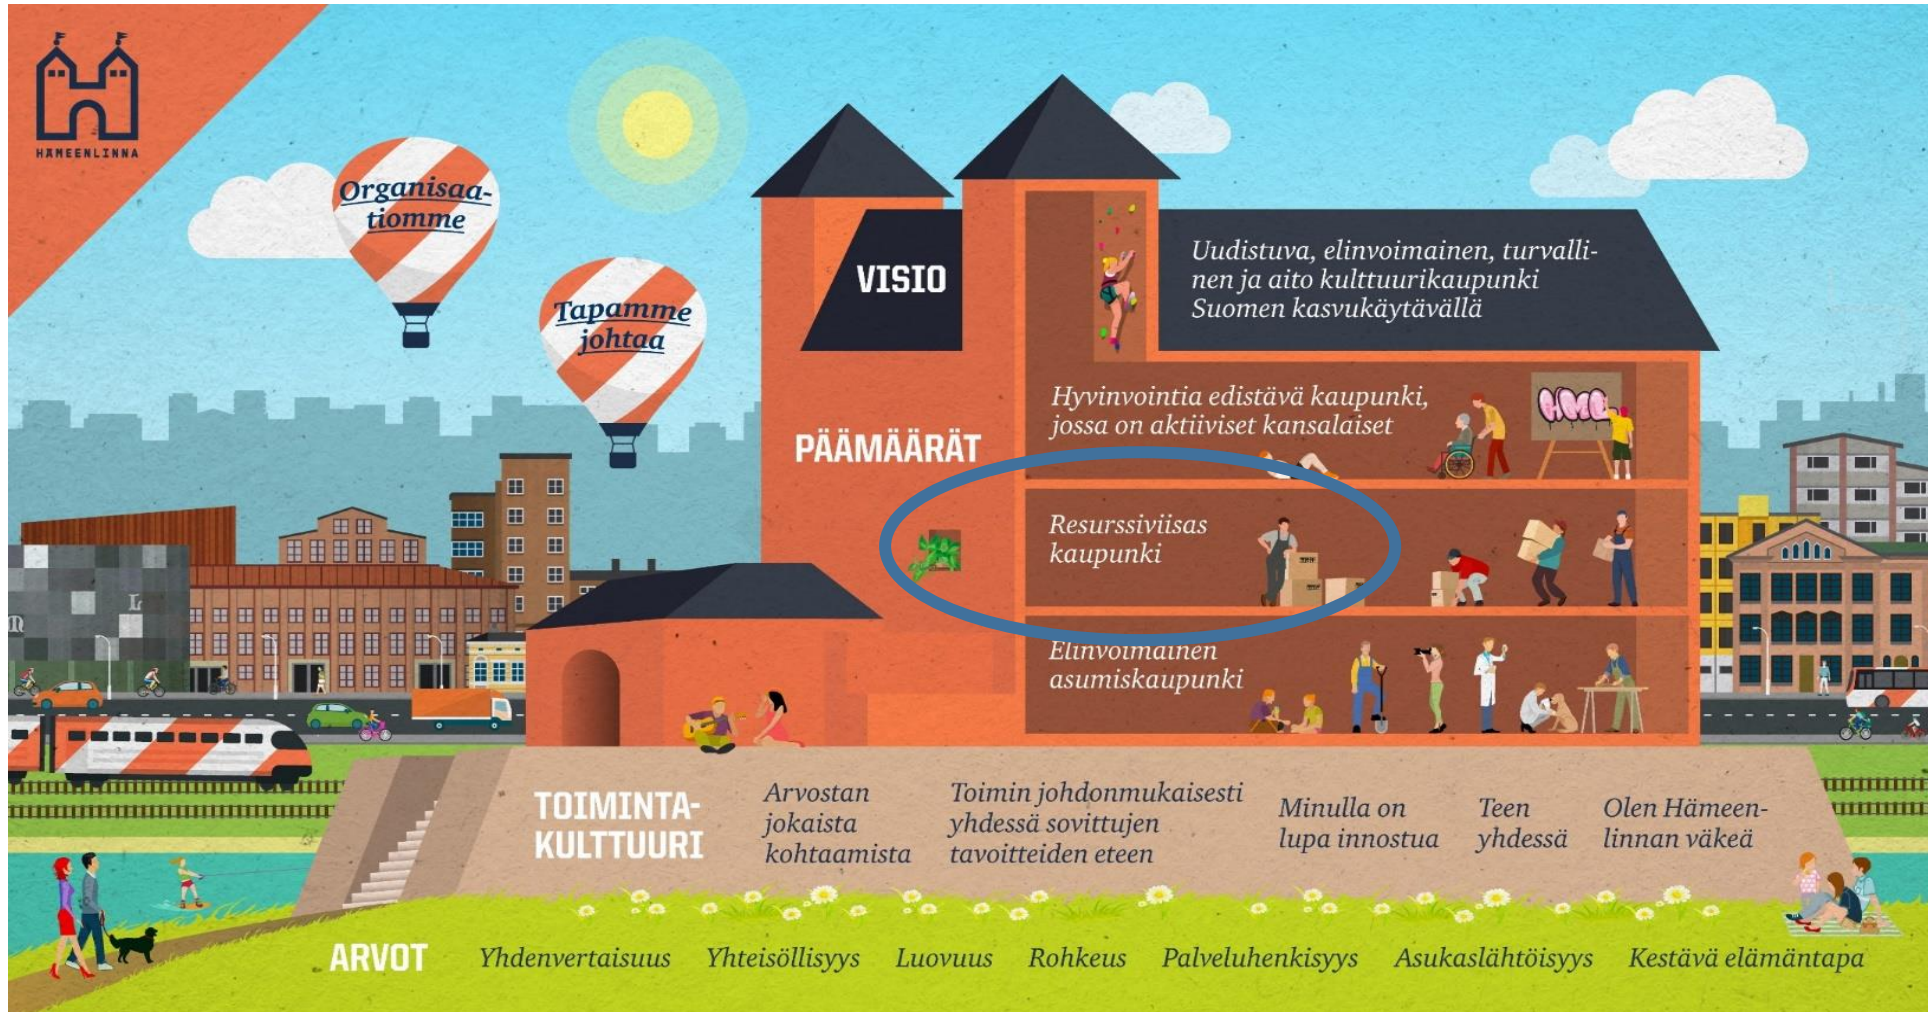 HÄMEENLINNA
Organisaa-
tiomme
Tapamme
johtaa
VISIO
Uudistuva, elinvoimainen, turvalli-
nen ja aito kulttuurikaupunki
Suomen kasvukäytävällä
PÄÄMÄÄRÄT
Hyvinvointia edistävä kaupunki,
jossa on aktiiviset kansalaiset
HML
Resurssiviisas
kaupunki
Elinvoimainen
asumiskaupunki
TOIMINTA-
KULTTUURI
Arvostan
jokaista
kohtaamista
Toimin johdonmukaisesti
yhdessä sovittujen
tavoitteiden eteen
Minulla on
lupa innostua
Teen
yhdessä
Olen Hämeen-
linnan väkeä
ARVOT
Yhdenvertaisuus
Yhteisöllisyys
Luovuus
Rohkeus
Palveluhenkisyys
Asukaslähtöisyys
Kestävä elämäntapa